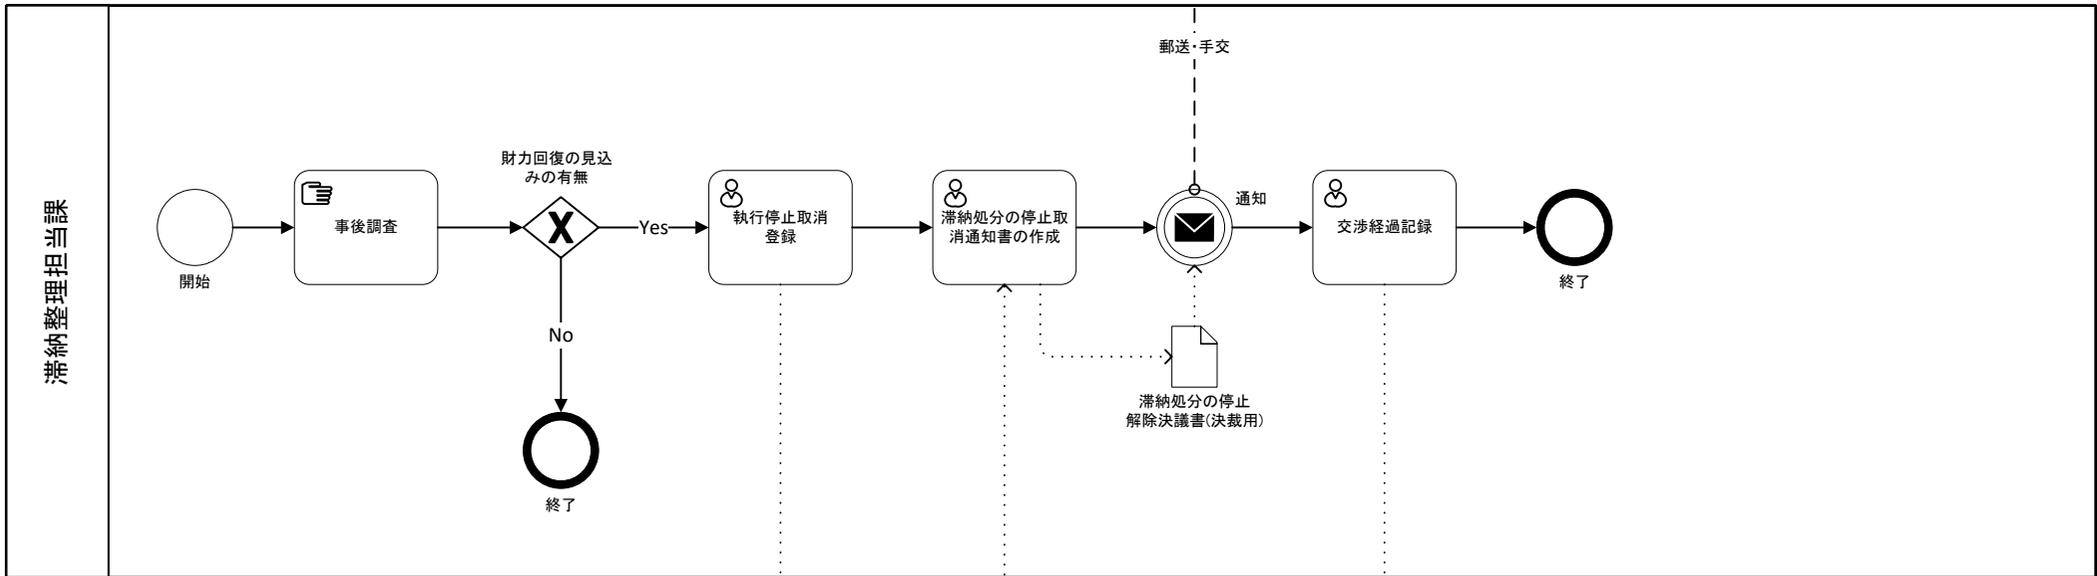 滞納整理担当課
郵送・手交
財力回復の見込
みの有無
通知
事後調査
Yes
執行停止取消
登録
滞納処分の停止取
消通知書の作成
交渉経過記録
開始
終了
No
滞納処分の停止
解除決議書(決裁用)
終了